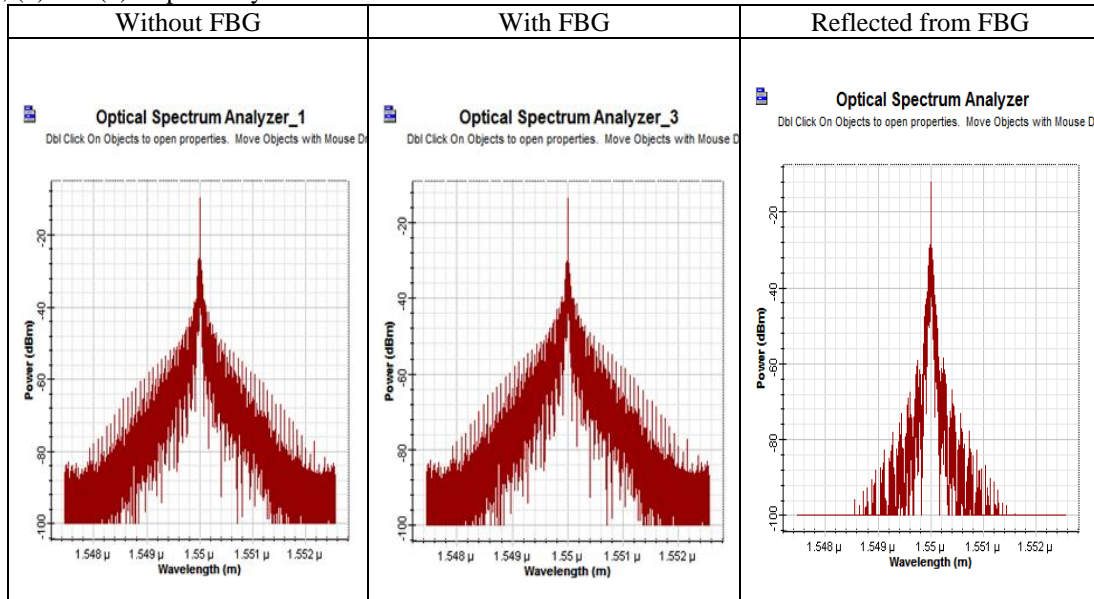 Without FBG
With FBG
Reflected from FBG
Optical Spectrum Analyzer_1
Dbl Click On Objects to open properties. Move Objects with Mouse Dr
Power (dBm)
-20
-40
-60
-80
-100
1.548 µ 1.549 µ 1.55 µ 1.551 µ 1.552 µ
Wavelength (m)
Optical Spectrum Analyzer_3
Dbl Click On Objects to open properties. Move Objects with Mouse D
Power (dBm)
-20
-40
-60
-80
-100
1.548 µ 1.549 µ 1.55 µ 1.551 µ 1.552 µ
Wavelength (m)
Optical Spectrum Analyzer
Dbl Click On Objects to open properties. Move Objects with Mouse D
Power (dBm)
-20
-40
-60
-80
-100
1.548 µ 1.549 µ 1.55 µ 1.551 µ 1.552 µ
Wavelength (m)